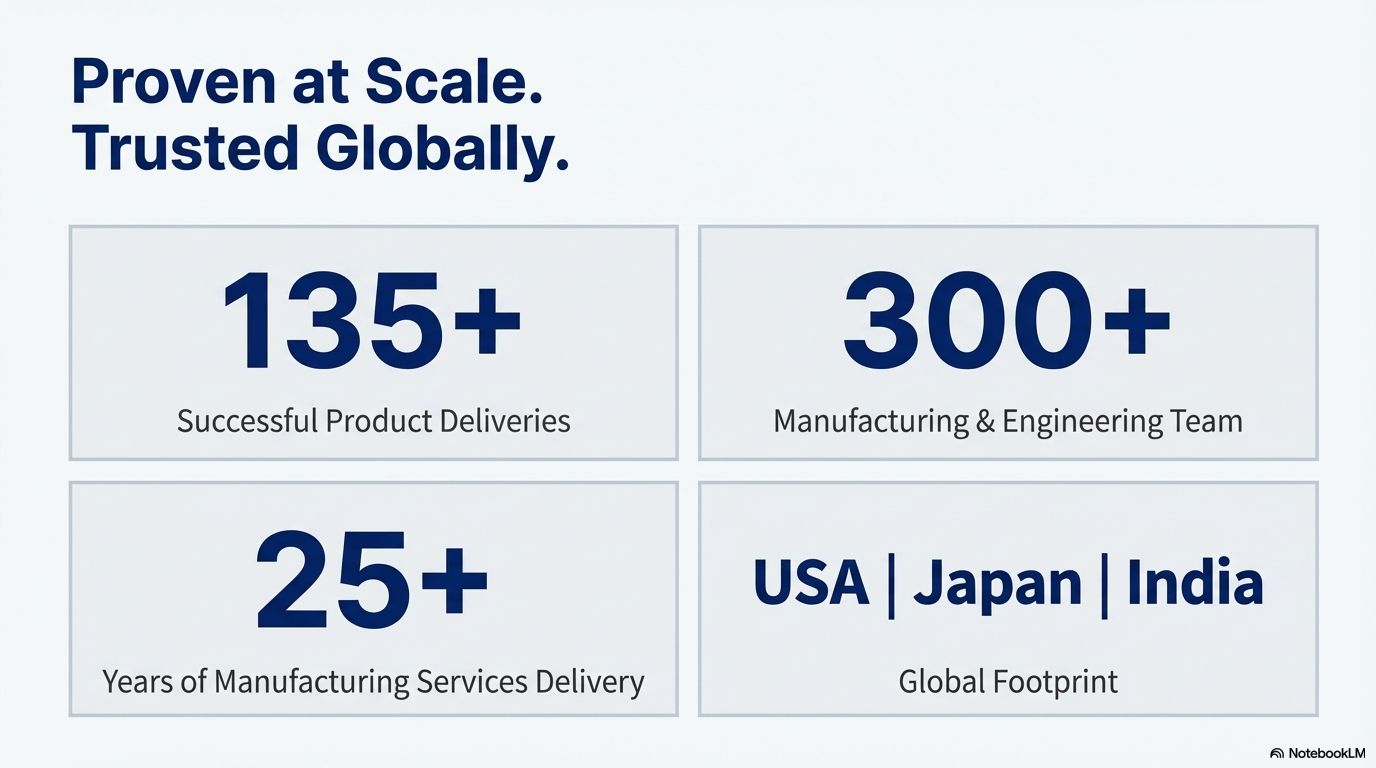 Proven at Scale.
Trusted Globally.
135+
Successful Product Deliveries
300+
Manufacturing & Engineering Team
25+
Years of Manufacturing Services Delivery
USA | Japan | India
Global Footprint
NotebookLM